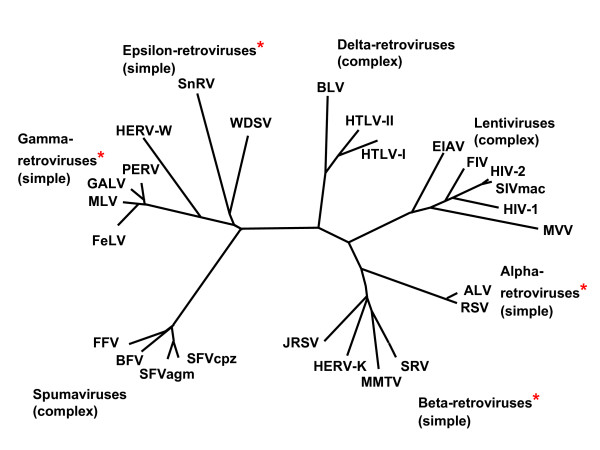 Epsilon-retroviruses*
(simple)
SnRV
WDSV
Delta-retroviruses
(complex)
BLV
HTLV-II
HTLV-I
Lentiviruses
(complex)
EIAV
FIV
HIV-2
SIVmac
HIV-1
MVV
Gamma-
retroviruses*
(simple)
HERV-W
PERV
GALV
MLV
FeLV
Alpha-
retroviruses*
(simple)
ALV
RSV
FFV
BFV
SFVagm
SFVcpz
Spumaviruses
(complex)
JRSV
HERV-K
MMTV
SRV
Beta-retroviruses*
(simple)